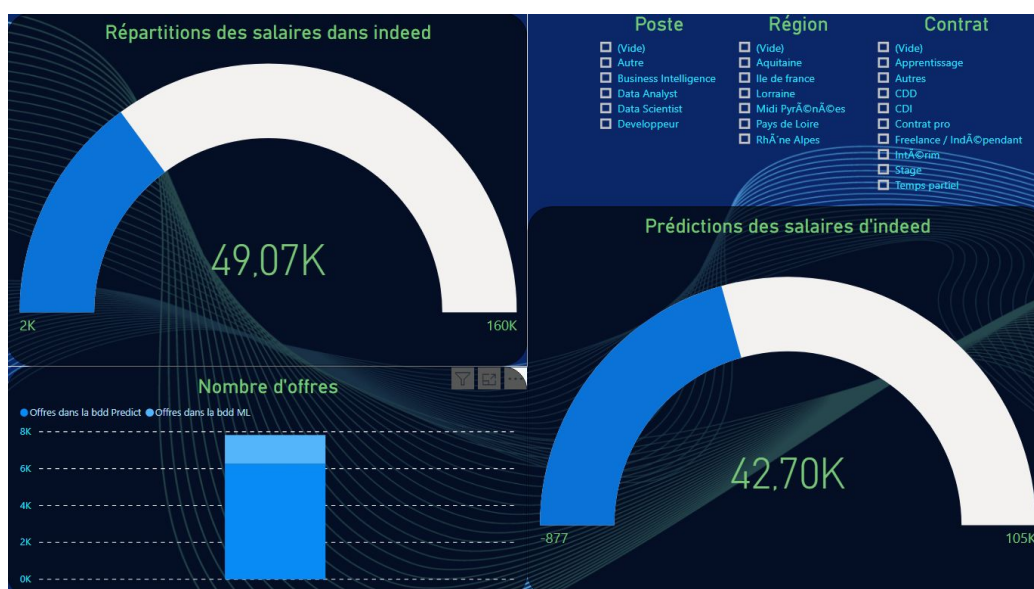 Répartitions des salaires dans indeed
49,07K
2K
160K
Poste
(Vide)
Autre
Business Intelligence
Data Analyst
Data Scientist
Developpeur
Région
(Vide)
Aquitaine
Ile de france
Lorraine
Midi PyrÃ©nÃ©es
Pays de Loire
RhÃ´ne Alpes
Contrat
(Vide)
Apprentissage
Autres
CDD
CDI
Contrat pro
Freelance / IndÃ©pendant
IntÃ©rim
Stage
Temps partiel
Nombre d'offres
Offres dans la bdd Predict
Offres dans la bdd ML
8K
6K
4K
2K
0K
Prédictions des salaires d'indeed
42,70K
-877
105K